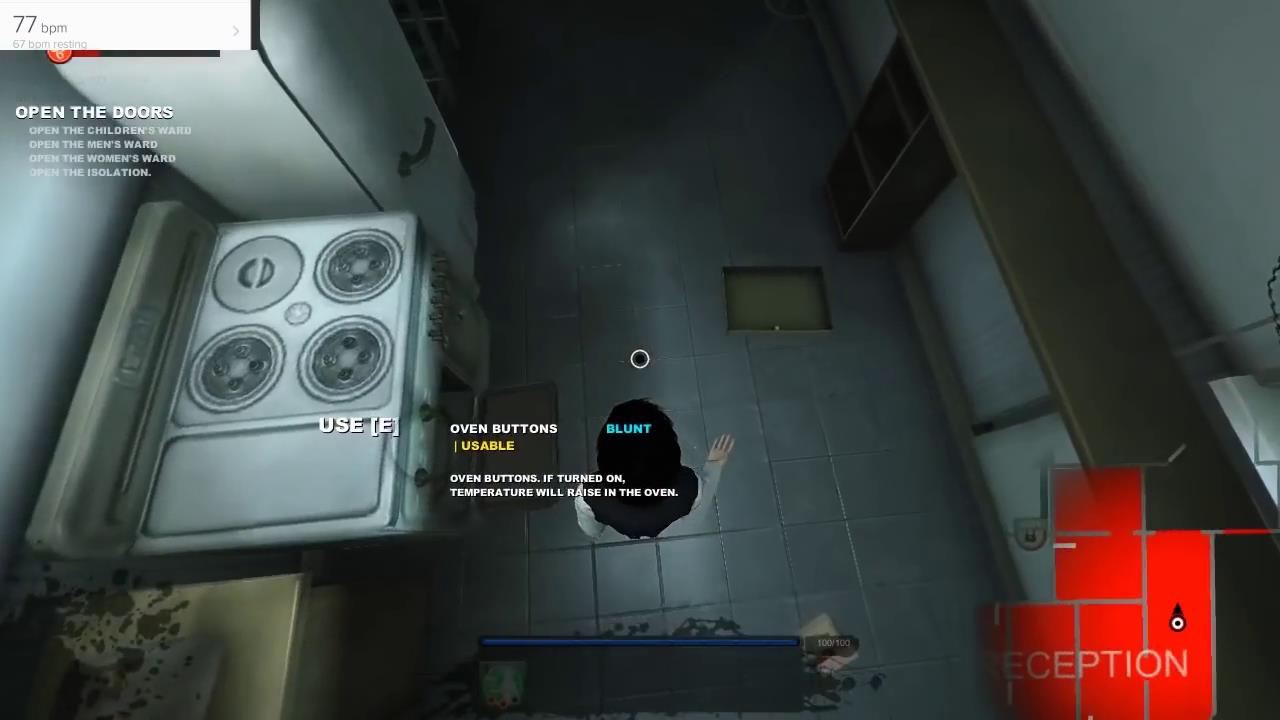 77 bpm
67 bpm resting
OPEN THE DOORS
OPEN THE CHILDREN'S WARD
OPEN THE MEN'S WARD
OPEN THE WOMEN'S WARD
OPEN THE ISOLATION.
USE [E]
OVEN BUTTONS
BLUNT
| USABLE
OVEN BUTTONS. IF TURNED ON,
TEMPERATURE WILL RAISE IN THE OVEN.
100/100
RECEPTION